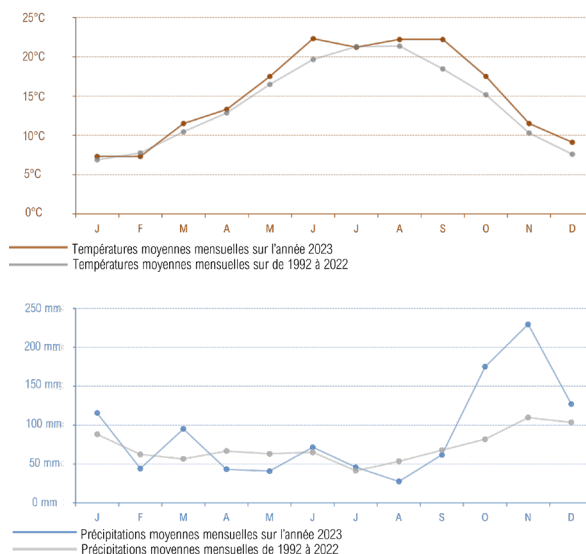 25°C
20°C
15°C
10°C
5°C
0°C
J F M A M J J A S O N D
Températures moyennes mensuelles sur l'année 2023
Températures moyennes mensuelles sur de 1992 à 2022
250 mm
200 mm
150 mm
100 mm
50 mm
0 mm
J F M A M J J A S O N D
Précipitations moyennes mensuelles sur l'année 2023
Précipitations moyennes mensuelles de 1992 à 2022